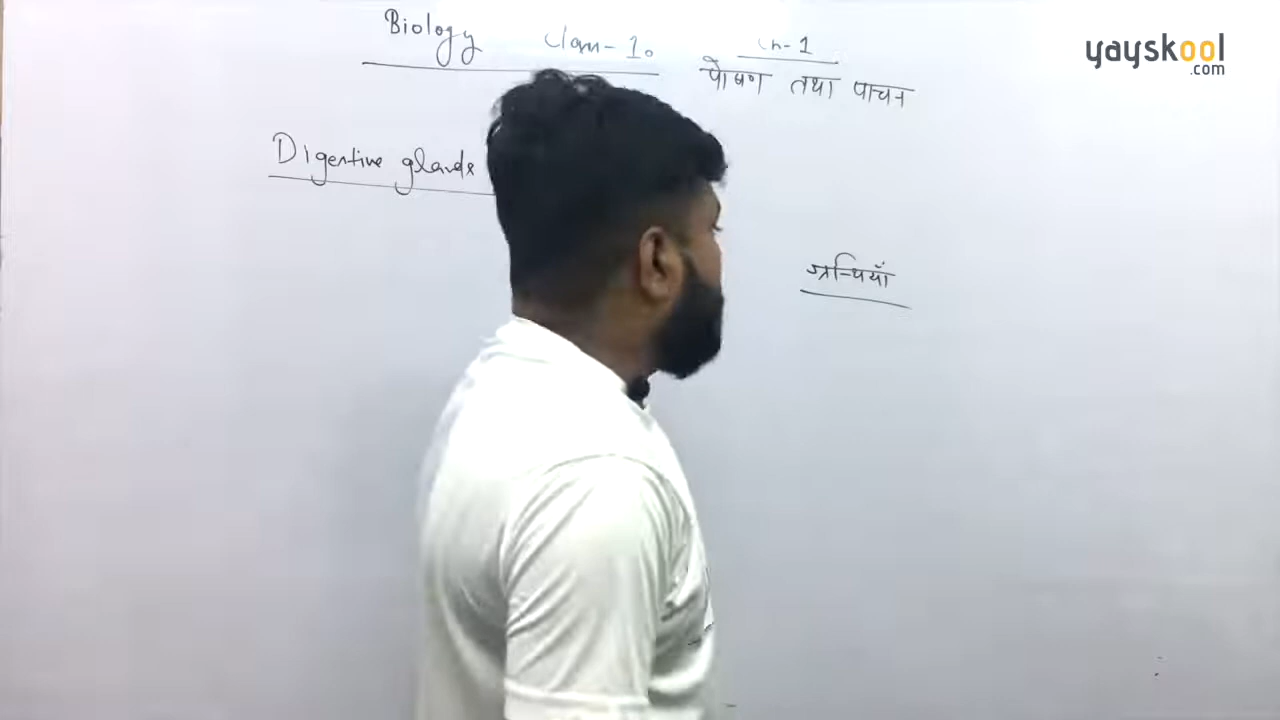 Biology Class-10 Ch-1
पोषण तथा पाचन
Digestive glands
ग्रन्थियाँ
yayskool
.com